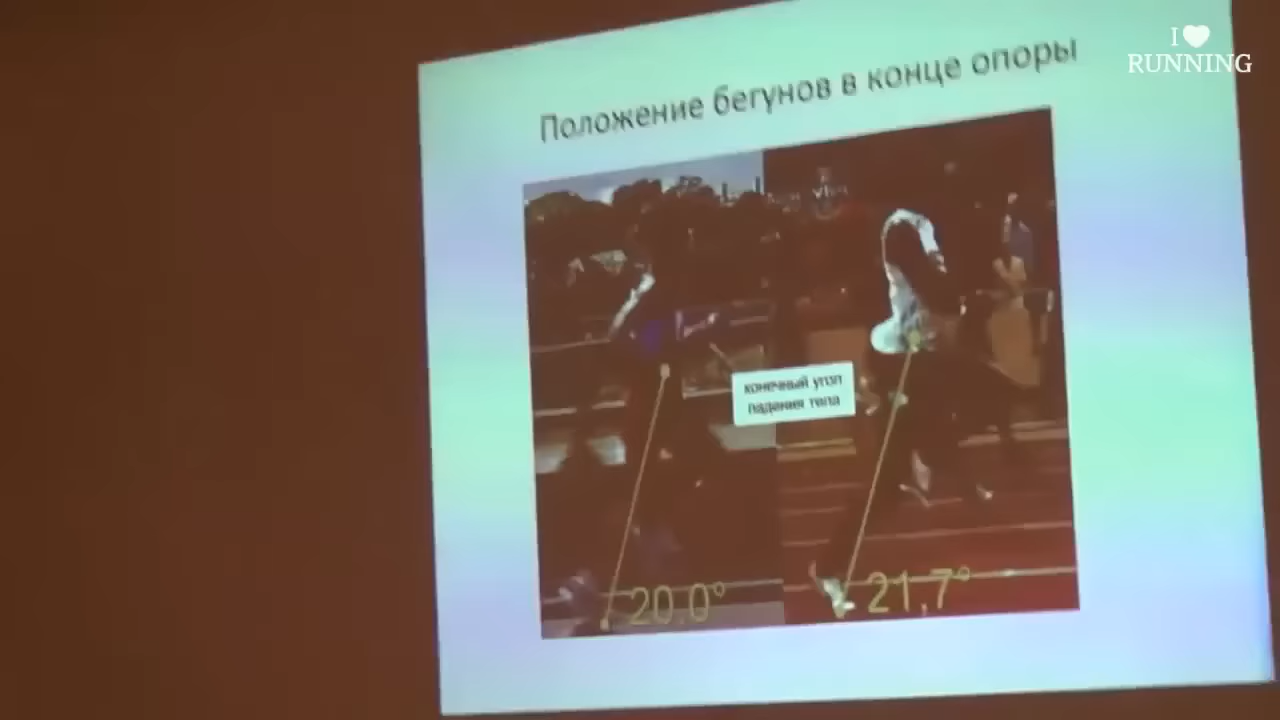 I ♥
RUNNING
Положение бегунов в конце опоры
конечный угол
падения тела
20,0°
21,7°